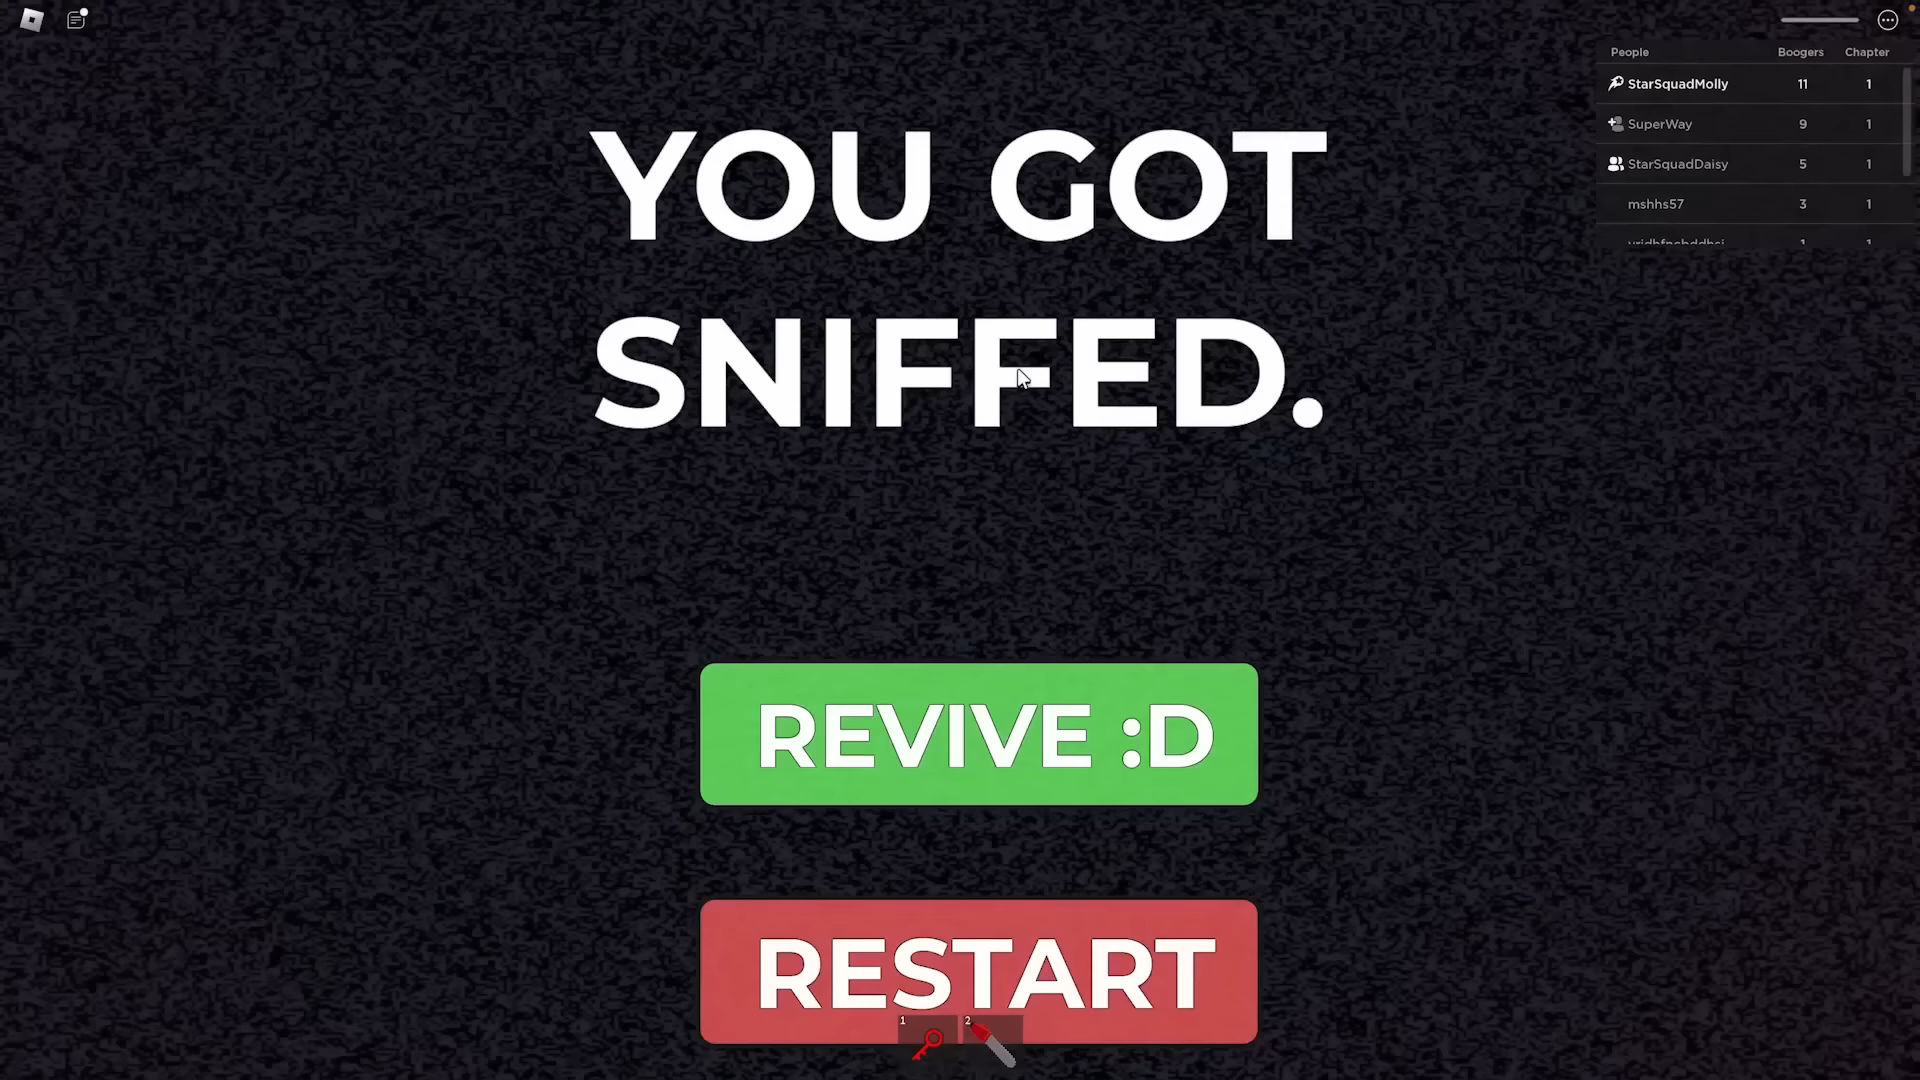 People Boogers Chapter
StarSquadMolly 11 1
SuperWay 9 1
StarSquadDaisy 5 1
mshhs57 3 1
YOU GOT
SNIFFED.
REVIVE :D
RESTART
1 2